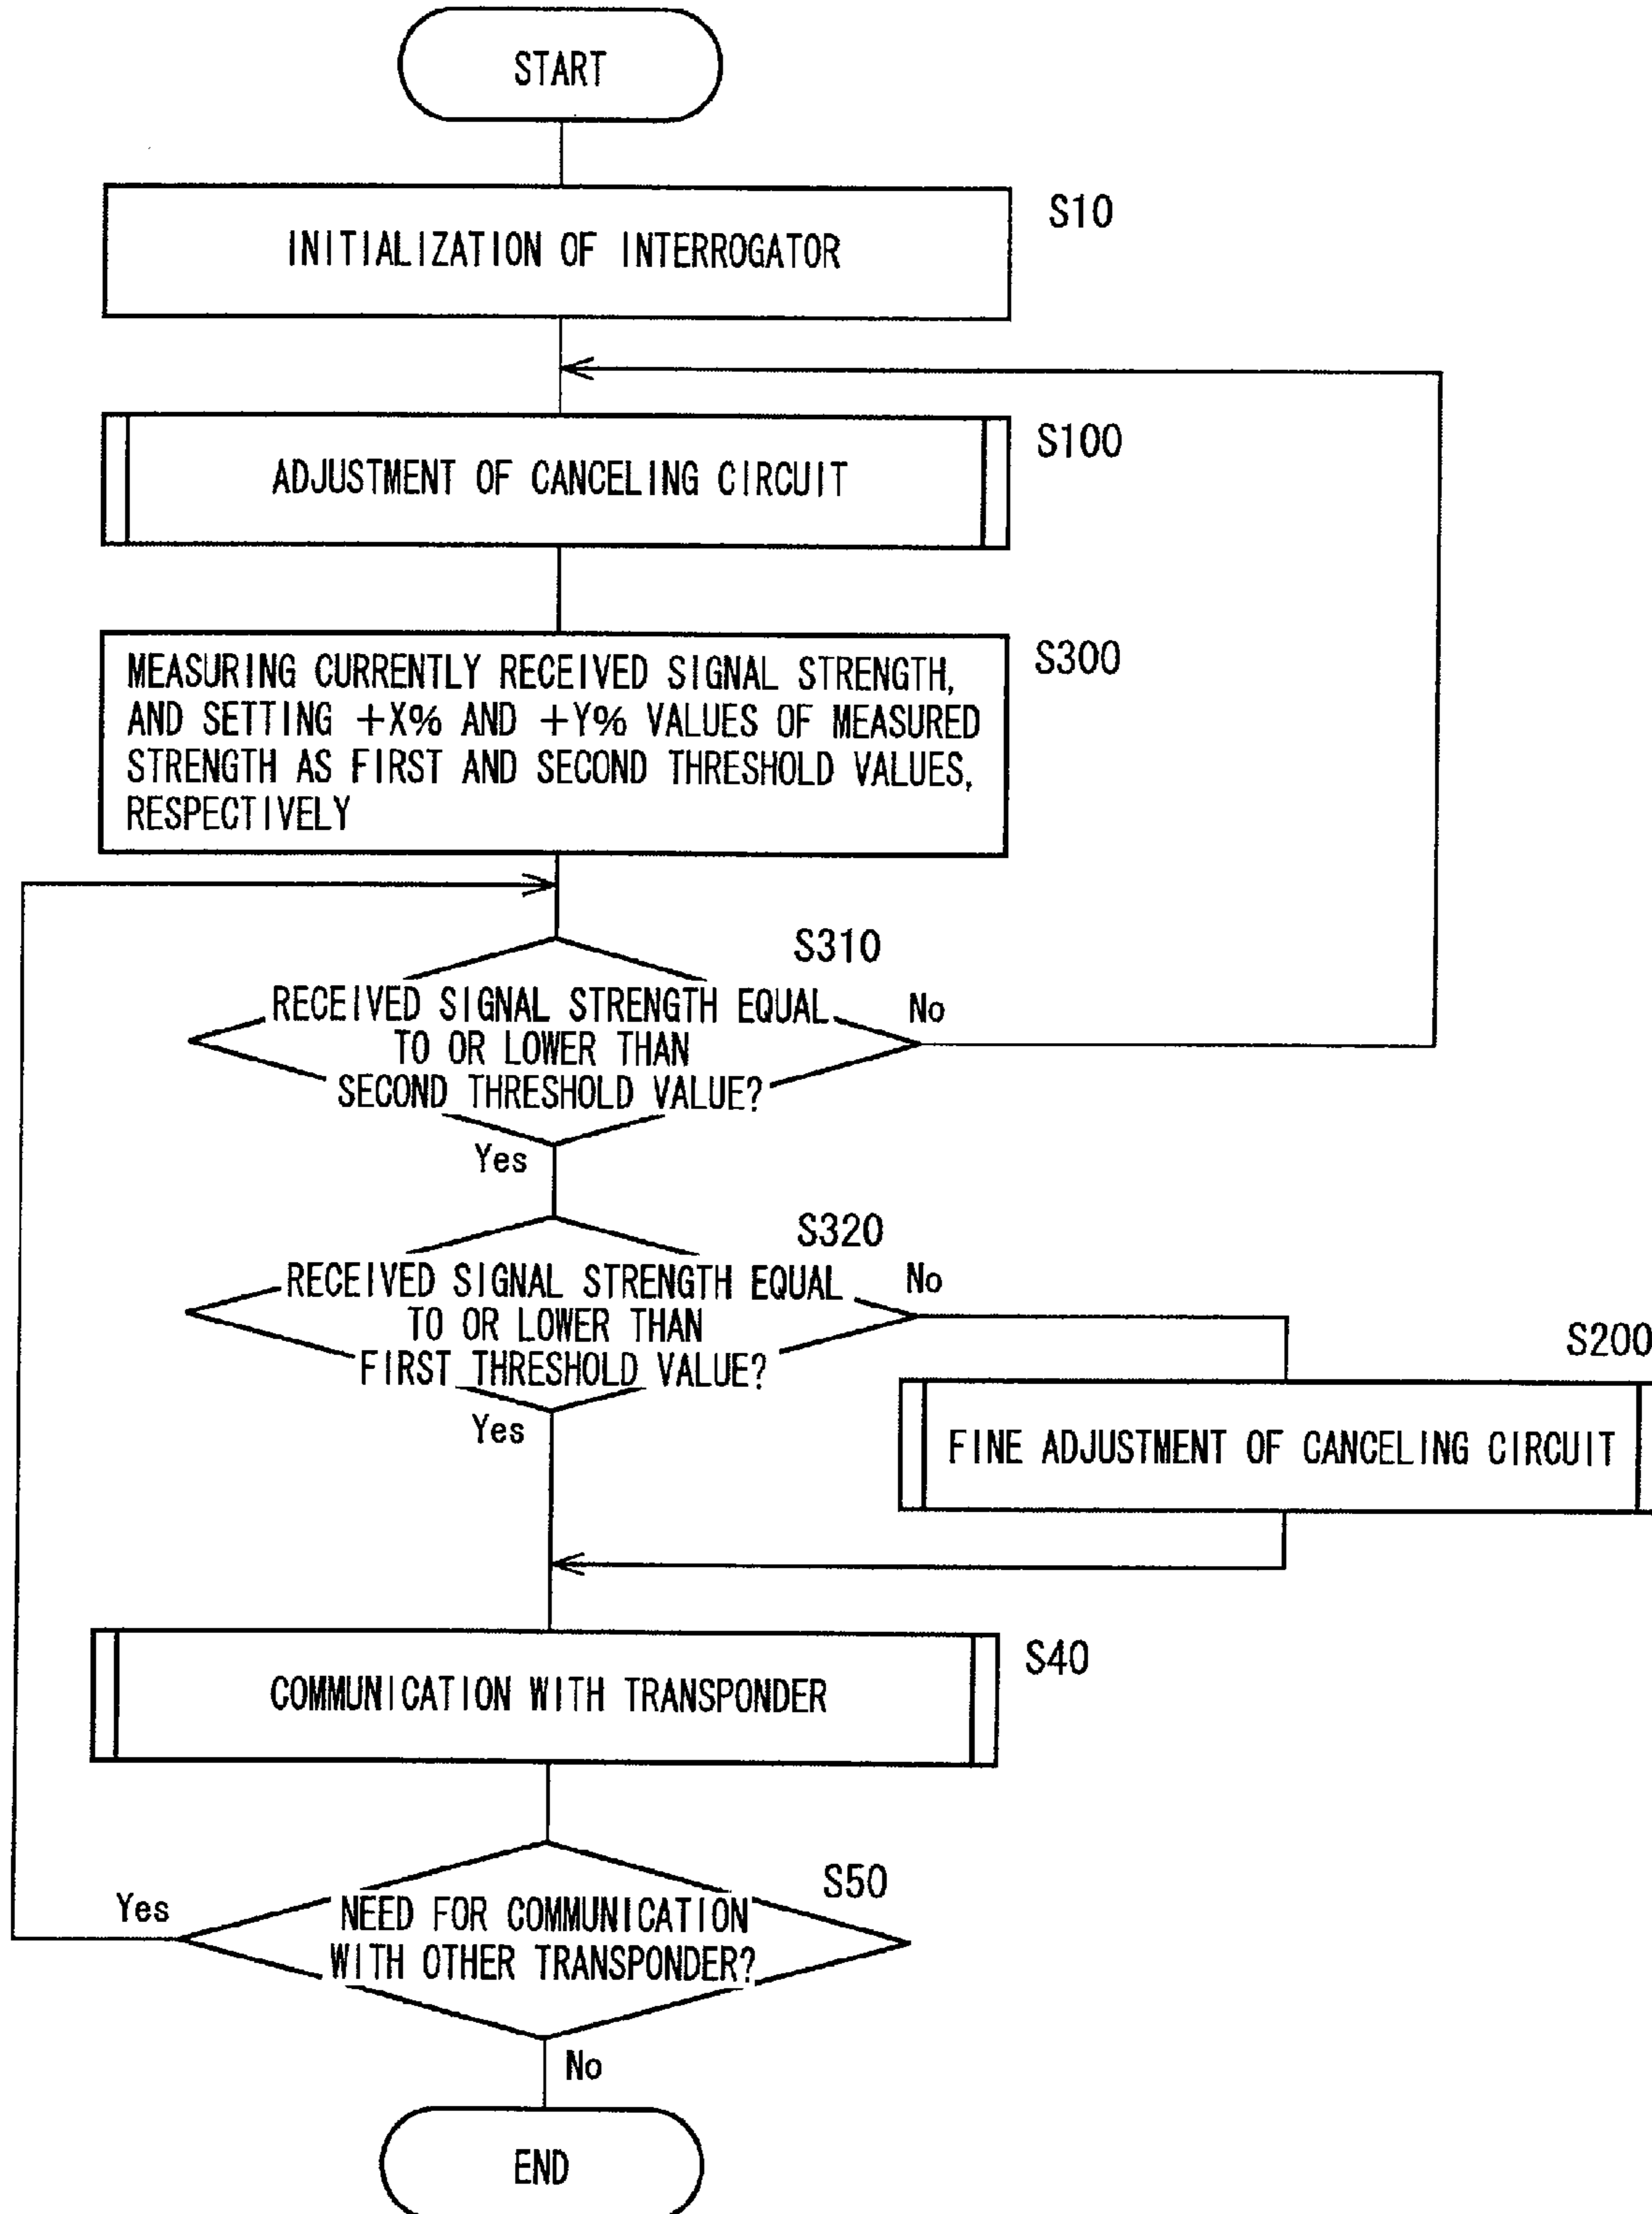 START
INITIALIZATION OF INTERROGATOR
S10
ADJUSTMENT OF CANCELING CIRCUIT
S100
MEASURING CURRENTLY RECEIVED SIGNAL STRENGTH,
AND SETTING +X% AND +Y% VALUES OF MEASURED
STRENGTH AS FIRST AND SECOND THRESHOLD VALUES,
RESPECTIVELY
S300
S310
RECEIVED SIGNAL STRENGTH EQUAL
TO OR LOWER THAN
SECOND THRESHOLD VALUE?
No
Yes
S320
RECEIVED SIGNAL STRENGTH EQUAL
TO OR LOWER THAN
FIRST THRESHOLD VALUE?
No
Yes
S200
FINE ADJUSTMENT OF CANCELING CIRCUIT
COMMUNICATION WITH TRANSPONDER
S40
S50
NEED FOR COMMUNICATION
WITH OTHER TRANSPONDER?
Yes
No
END